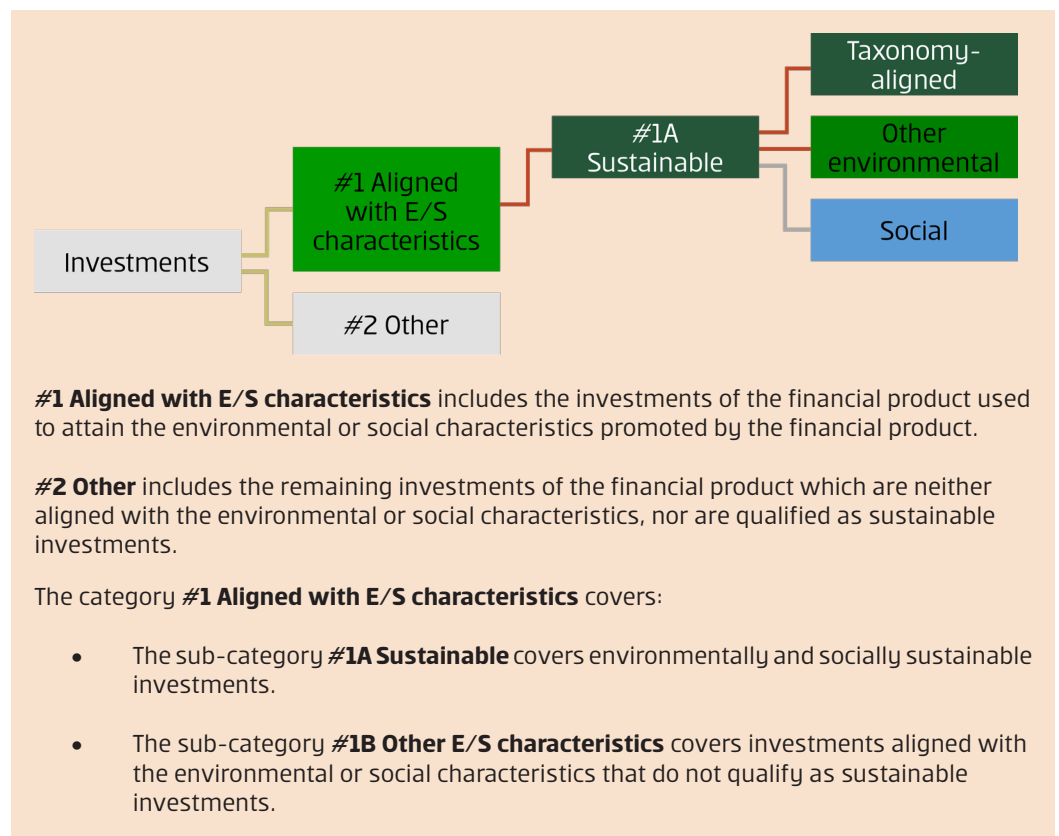 Taxonomy-
aligned
#1A
Sustainable
Other
environmental
#1 Aligned
with E/S
characteristics
Social
Investments
#2 Other
#1 Aligned with E/S characteristics includes the investments of the financial product used
to attain the environmental or social characteristics promoted by the financial product.
#2 Other includes the remaining investments of the financial product which are neither
aligned with the environmental or social characteristics, nor are qualified as sustainable
investments.
The category #1 Aligned with E/S characteristics covers:
• The sub-category #1A Sustainable covers environmentally and socially sustainable
investments.
• The sub-category #1B Other E/S characteristics covers investments aligned with
the environmental or social characteristics that do not qualify as sustainable
investments.